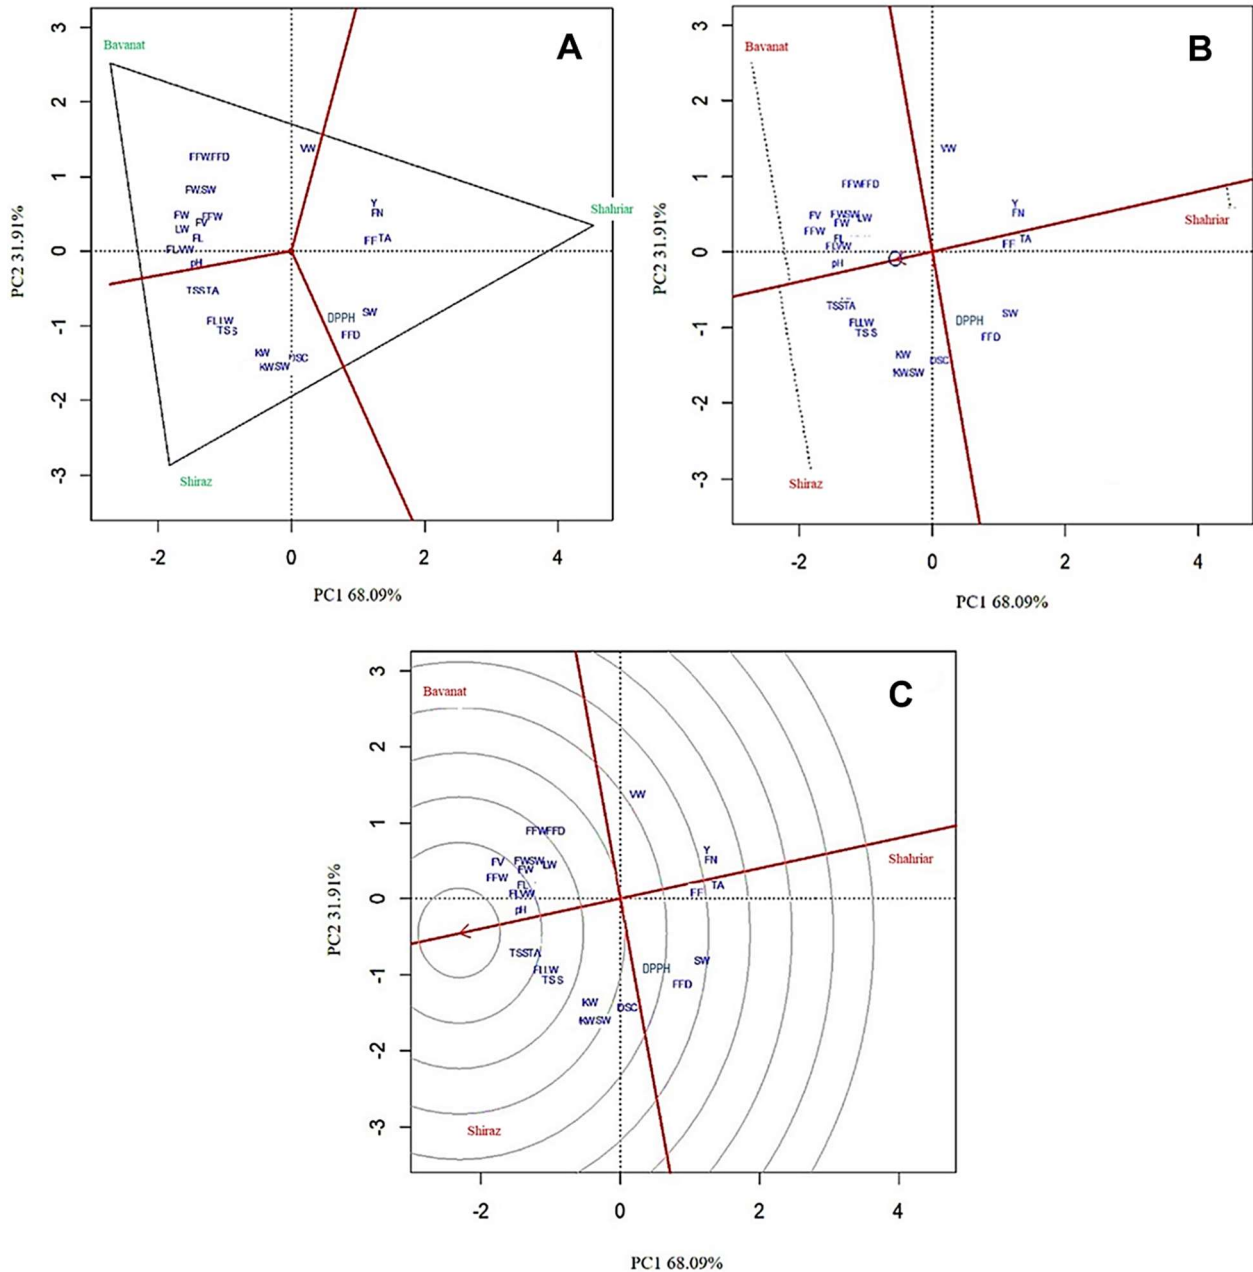 A
3
Bavanat
2
VW
FFWFFD
1
FWSW
Y
Shahriar
FW
FFW
FN
FV
LW
FL
FF
TA
0
FLWW
pH
TSSTA
SW
DPPH
-1
FLLW
TSS
FFD
KW
DSC
KWSW
-2
-3
Shiraz
-2 0 2 4
PC1 68.09%
PC2 31.91%
B
3
Bavanat
2
VW
1
FFWFFD
Y
FV
FWSW
LW
FN
Shahriar
FW
FFW
FL
TA
FLWW
FF
0
pH
TSSTA
SW
-1
FLLW
DPPH
TSS
FFD
KW
DSC
KWSW
-2
-3
Shiraz
-2 0 2 4
PC1 68.09%
PC2 31.91%
C
3
Bavanat
2
VW
1
FFWFFD
Y
FV
FWSW
LW
FN
Shahriar
FW
FFW
FL
TA
FLWW
FF
0
pH
TSSTA
SW
-1
FLLW
DPPH
TSS
FFD
KW
DSC
KWSW
-2
-3
Shiraz
-2 0 2 4
PC1 68.09%
PC2 31.91%